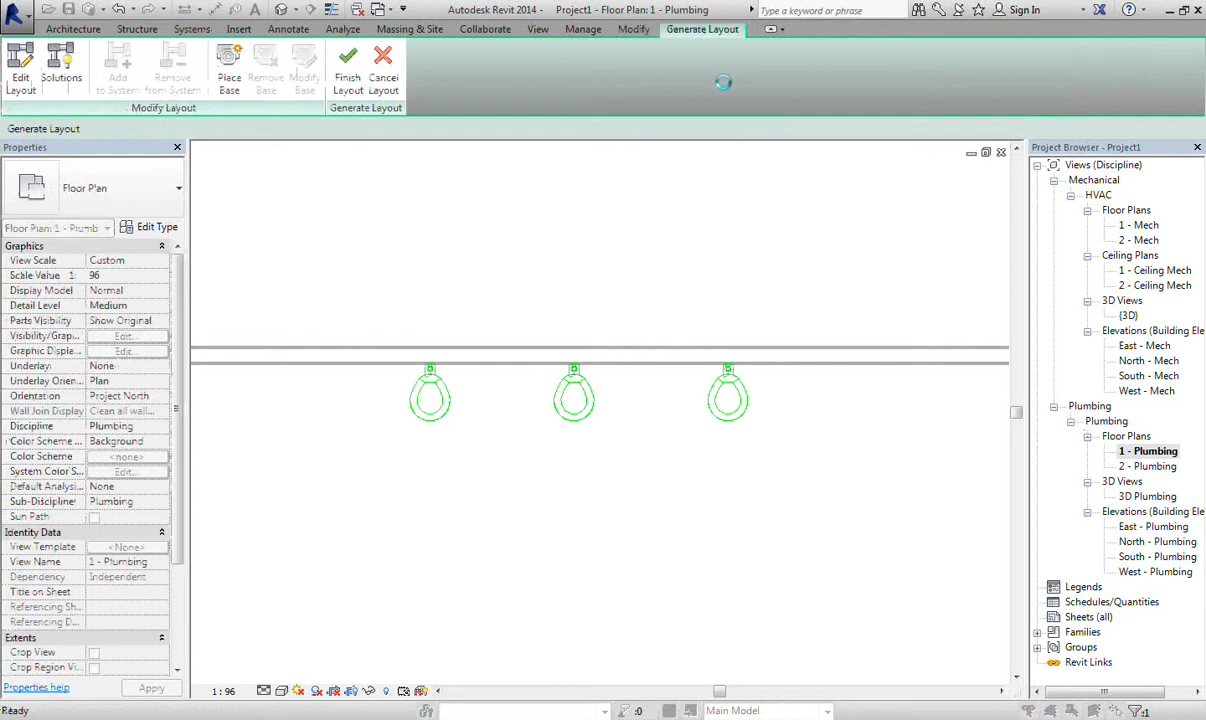 Autodesk Revit 2014 - Project1 - Floor Plan: 1 - Plumbing
Type a keyword or phrase
Sign In
Architecture
Structure
Systems
Insert
Annotate
Analyze
Massing & Site
Collaborate
View
Manage
Modify
Generate Layout
Edit Layout
Solutions
Add to System
Remove from System
Place Base
Remove Base
Modify Base
Finish Layout
Cancel Layout
Modify Layout
Generate Layout
Generate Layout
Properties
Floor Plan
Floor Plan: 1 - Plumb
Edit Type
Graphics
View Scale Custom
Scale Value 1: 96
Display Model Normal
Detail Level Medium
Parts Visibility Show Original
Visibility/Grap... Edit...
Graphic Displa... Edit...
Underlay None
Underlay Orien... Plan
Orientation Project North
Wall Join Display Clean all wall...
Discipline Plumbing
Color Scheme ... Background
Color Scheme <none>
System Color S... Edit...
Default Analysi... None
Sub-Discipline Plumbing
Sun Path
Identity Data
View Template <None>
View Name 1 - Plumbing
Dependency Independent
Title on Sheet
Referencing Sh...
Referencing D...
Extents
Crop View
Crop Region Vi...
Properties help
Apply
Ready
1 : 96
:0
Main Model
:1
Project Browser - Project1
Views (Discipline)
Mechanical
HVAC
Floor Plans
1 - Mech
2 - Mech
Ceiling Plans
1 - Ceiling Mech
2 - Ceiling Mech
3D Views
{3D}
Elevations (Building Ele
East - Mech
North - Mech
South - Mech
West - Mech
Plumbing
Plumbing
Floor Plans
1 - Plumbing
2 - Plumbing
3D Views
3D Plumbing
Elevations (Building Ele
East - Plumbing
North - Plumbing
South - Plumbing
West - Plumbing
Legends
Schedules/Quantities
Sheets (all)
Families
Groups
Revit Links